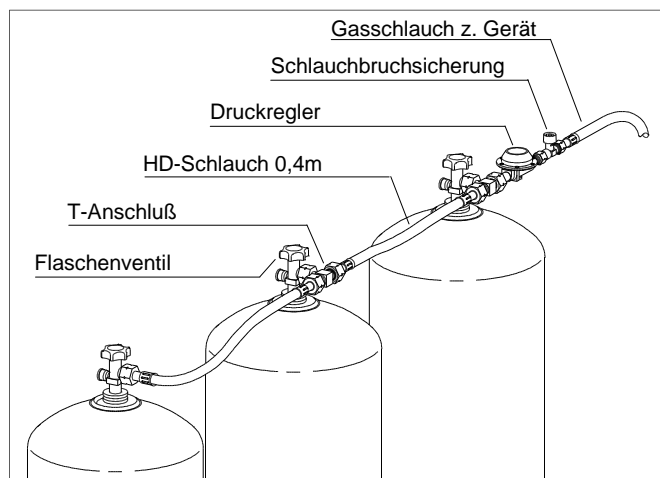 Gasschlauch z. Gerät
Schlauchbruchsicherung
Druckregler
HD-Schlauch 0,4m
T-Anschluß
Flaschenventil